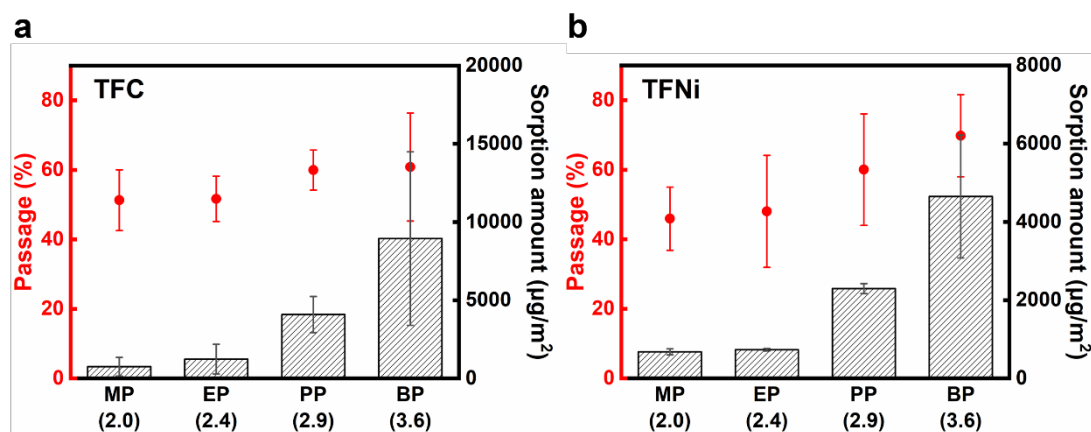 a
TFC
Passage (%)
80
60
40
20
0
20000
15000
10000
5000
0
Sorption amount (µg/m²)
MP EP PP BP
(2.0) (2.4) (2.9) (3.6)
b
TFNi
Passage (%)
80
60
40
20
0
8000
6000
4000
2000
0
Sorption amount (µg/m²)
MP EP PP BP
(2.0) (2.4) (2.9) (3.6)